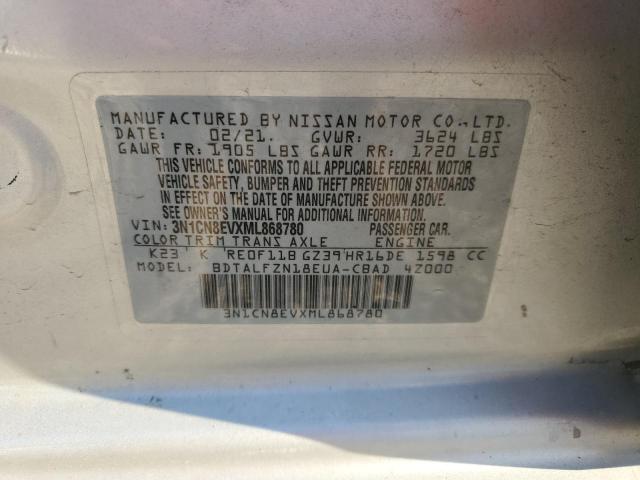 MANUFACTURED BY NISSAN MOTOR CO.,LTD.
DATE: 02/21. GVWR: 3624 LBS
GAWR FR: 1905 LBS GAWR RR: 1720 LBS
THIS VEHICLE CONFORMS TO ALL APPLICABLE FEDERAL MOTOR
VEHICLE SAFETY, BUMPER AND THEFT PREVENTION STANDARDS
IN EFFECT ON THE DATE OF MANUFACTURE SHOWN ABOVE.
SEE OWNER'S MANUAL FOR ADDITIONAL INFORMATION.
VIN: 3N1CN8EVXML868780 PASSENGER CAR.
COLOR TRIM TRANS AXLE ENGINE
K23 K RE0F11B GZ39 HR16DE 1598 CC
MODEL: BDTALFZN18EUA-CBAD 4Z000
3N1CN8EVXML868780